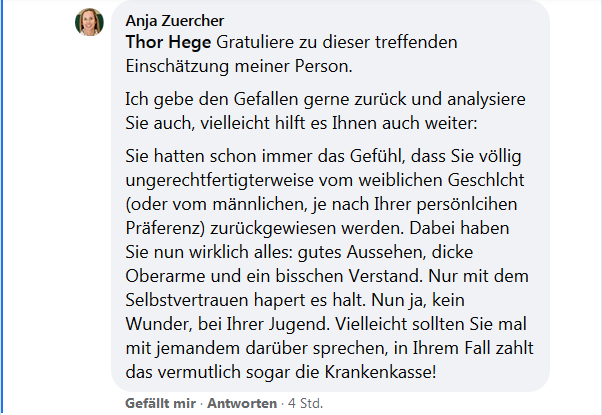 Anja Zuercher
Thor Hege Gratuliere zu dieser treffenden
Einschätzung meiner Person.
Ich gebe den Gefallen gerne zurück und analysiere
Sie auch, vielleicht hilft es Ihnen auch weiter:
Sie hatten schon immer das Gefühl, dass Sie völlig
ungerechtfertigterweise vom weiblichen Geschlcht
(oder vom männlichen, je nach Ihrer persönlcihen
Präferenz) zurückgewiesen werden. Dabei haben
Sie nun wirklich alles: gutes Aussehen, dicke
Oberarme und ein bisschen Verstand. Nur mit dem
Selbstvertrauen hapert es halt. Nun ja, kein
Wunder, bei Ihrer Jugend. Vielleicht sollten Sie mal
mit jemandem darüber sprechen, in Ihrem Fall zahlt
das vermutlich sogar die Krankenkasse!
Gefällt mir · Antworten · 4 Std.